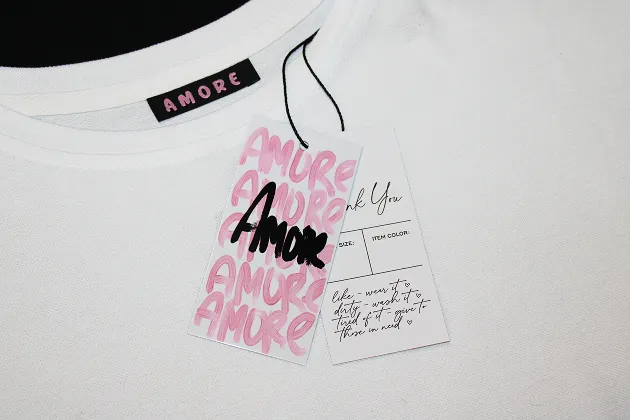 AMORE
AMORE
AMORE
AMORE
Amore
AMORE
AMORE
nk You
SIZE:
ITEM COLOR:
like - wear it ♡
dirty - wash it ♡
tired of it - give to
those in need ♡